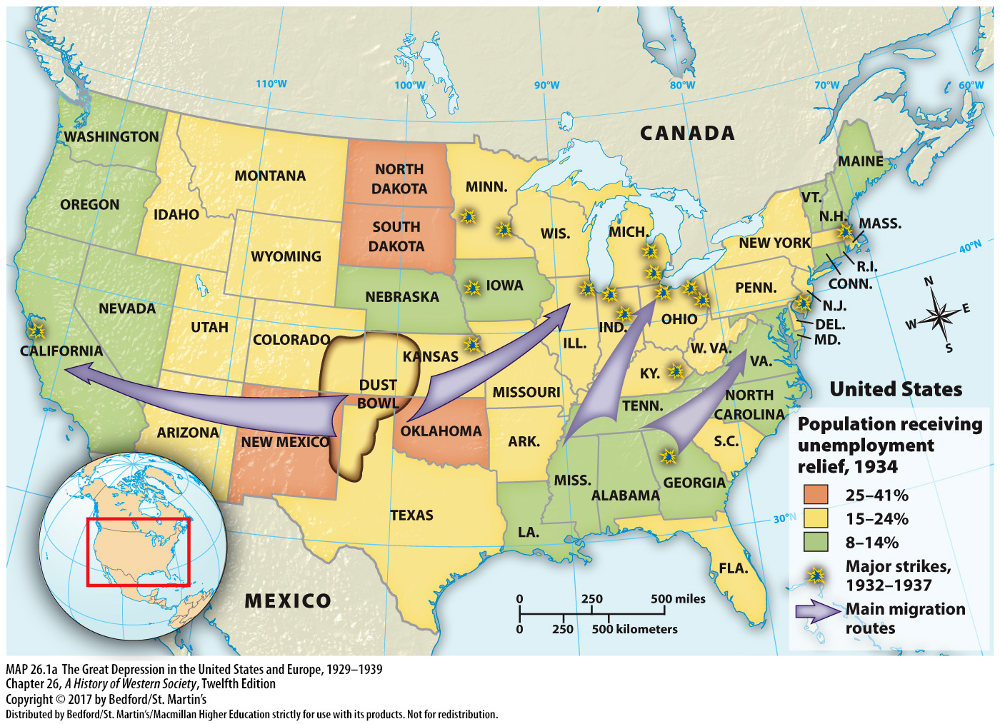 110°W
100°W
90°W
80°W
70°W
60°W
CANADA
WASHINGTON
OREGON
IDAHO
MONTANA
WYOMING
NORTH
DAKOTA
SOUTH
DAKOTA
MINN.
WIS.
MICH.
MAINE
VT.
N.H.
MASS.
NEW YORK
R.I.
CONN.
40°N
NEVADA
UTAH
CALIFORNIA
COLORADO
NEBRASKA
IOWA
KANSAS
ILL.
IND.
OHIO
PENN.
N.J.
DEL.
MD.
W. VA.
VA.
KY.
N
E
W
S
DUST
BOWL
MISSOURI
TENN.
NORTH
CAROLINA
ARIZONA
NEW MEXICO
OKLAHOMA
ARK.
S.C.
MISS.
ALABAMA
GEORGIA
TEXAS
LA.
FLA.
30°N
MEXICO
0 250 500 miles
0 250 500 kilometers
United States
Population receiving
unemployment
relief, 1934
25–41%
15–24%
8–14%
Major strikes,
1932–1937
Main migration
routes
MAP 26.1a The Great Depression in the United States and Europe, 1929–1939
Chapter 26, A History of Western Society, Twelfth Edition
Copyright © 2017 by Bedford/St. Martin's
Distributed by Bedford/St. Martin's/Macmillan Higher Education strictly for use with its products. Not for redistribution.